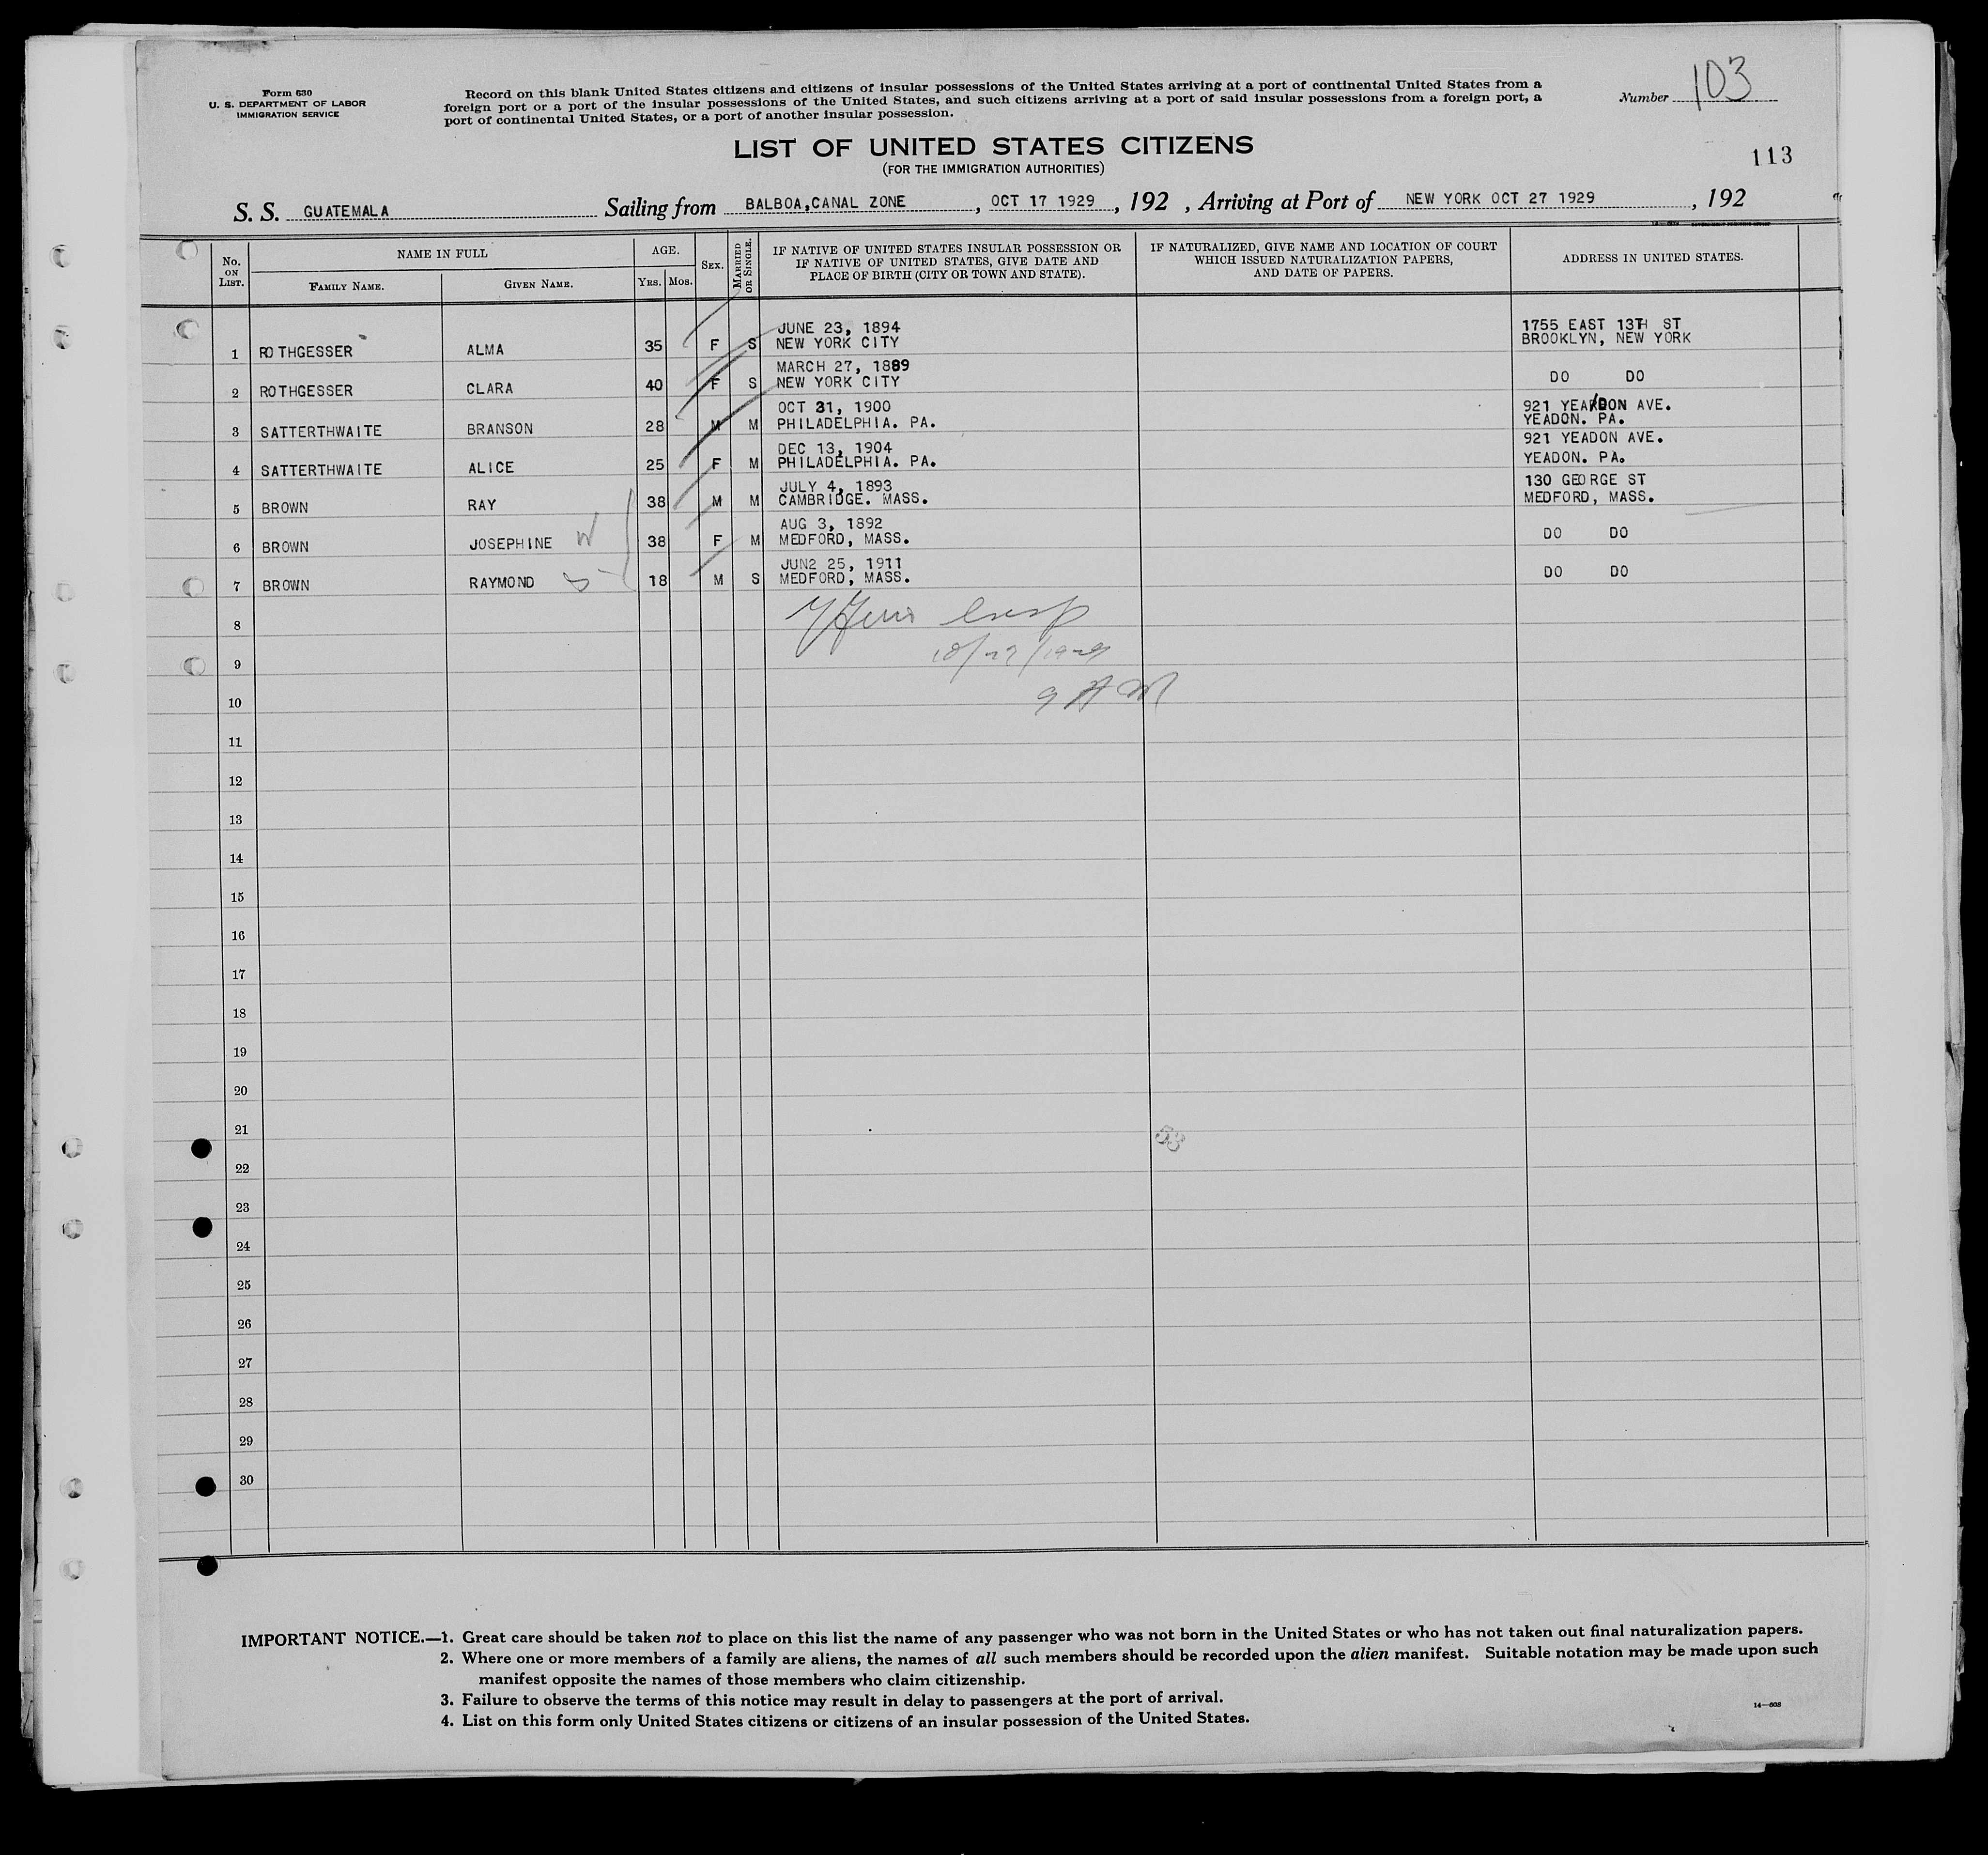 Form 630
U. S. DEPARTMENT OF LABOR
IMMIGRATION SERVICE
Record on this blank United States citizens and citizens of insular possessions of the United States arriving at a port of continental United States from a
foreign port or a port of the insular possessions of the United States, and such citizens arriving at a port of said insular possessions from a foreign port, a
port of continental United States, or a port of another insular possession.
Number 103
LIST OF UNITED STATES CITIZENS
(FOR THE IMMIGRATION AUTHORITIES)
113
S. S. GUATEMALA Sailing from BALBOA,CANAL ZONE , OCT 17 1929 , 192 , Arriving at Port of NEW YORK OCT 27 1929 , 192
No. ON LIST. NAME IN FULL AGE. SEX. MARRIED OR SINGLE. IF NATIVE OF UNITED STATES INSULAR POSSESSION OR IF NATIVE OF UNITED STATES, GIVE DATE AND PLACE OF BIRTH (CITY OR TOWN AND STATE). IF NATURALIZED, GIVE NAME AND LOCATION OF COURT WHICH ISSUED NATURALIZATION PAPERS, AND DATE OF PAPERS. ADDRESS IN UNITED STATES.
FAMILY NAME. GIVEN NAME. YRS. MOS.
JUNE 23, 1894 1755 EAST 13TH ST
1 ROTHGESSER ALMA 35 F S NEW YORK CITY BROOKLYN, NEW YORK
MARCH 27, 1889
2 ROTHGESSER CLARA 40 F S NEW YORK CITY DO DO
OCT 31, 1900 921 YEADON AVE.
3 SATTERTHWAITE BRANSON 28 M M PHILADELPHIA. PA. YEADON. PA.
DEC 13, 1904 921 YEADON AVE.
4 SATTERTHWAITE ALICE 25 F M PHILADELPHIA. PA. YEADON. PA.
JULY 4, 1893 130 GEORGE ST
5 BROWN RAY 38 M M CAMBRIDGE. MASS. MEDFORD, MASS.
AUG 3, 1892
6 BROWN JOSEPHINE W 38 F M MEDFORD, MASS. DO DO
JUN2 25, 1911
7 BROWN RAYMOND S 18 M S MEDFORD, MASS. DO DO
8
9
10
9 AM
11
12
13
14
15
16
17
18
19
20
21
53
22
23
24
25
26
27
28
29
30
IMPORTANT NOTICE.—1. Great care should be taken not to place on this list the name of any passenger who was not born in the United States or who has not taken out final naturalization papers.
2. Where one or more members of a family are aliens, the names of all such members should be recorded upon the alien manifest. Suitable notation may be made upon such
manifest opposite the names of those members who claim citizenship.
3. Failure to observe the terms of this notice may result in delay to passengers at the port of arrival.
4. List on this form only United States citizens or citizens of an insular possession of the United States.
14—608